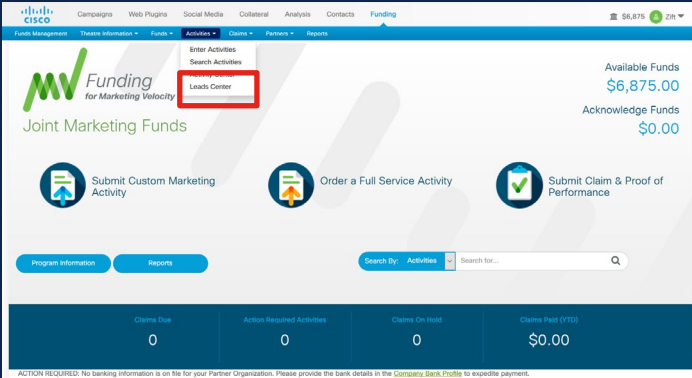 CISCO
Campaigns Web Plugins Social Media Collateral Analysis Contacts Funding
$6,875 Zift
Funds Management Theatre Information Funds Activities Claims Partners Reports
Enter Activities
Search Activities
Activity Center
Leads Center
Funding
for Marketing Velocity
Joint Marketing Funds
Available Funds
$6,875.00
Acknowledge Funds
$0.00
Submit Custom Marketing
Activity
Order a Full Service Activity
Submit Claim & Proof of
Performance
Program Information Reports
Search By: Activities Search for...
Claims Due Action Required Activities Claims On Hold Claims Paid (YTD)
0 0 0 $0.00
ACTION REQUIRED: No banking information is on file for your Partner Organization. Please provide the bank details in the Company Bank Profile to expedite payment.